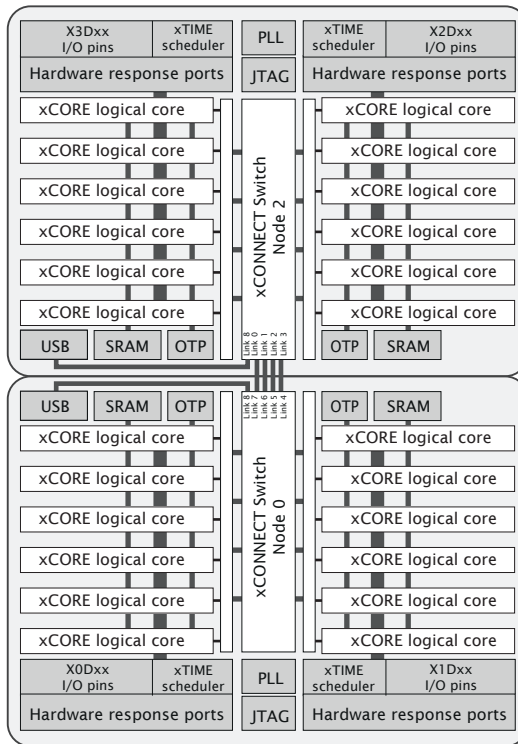 X3Dxx
I/O pins
xTIME
scheduler
PLL
xTIME
scheduler
X2Dxx
I/O pins
Hardware response ports
JTAG
Hardware response ports
xCORE logical core
xCORE logical core
xCORE logical core
xCORE logical core
xCORE logical core
xCORE logical core
xCONNECT Switch
Node 2
xCORE logical core
xCORE logical core
xCORE logical core
xCORE logical core
xCORE logical core
xCORE logical core
USB
SRAM
OTP
Link 8
Link 0
Link 1
Link 2
Link 3
OTP
SRAM
USB
SRAM
OTP
Link 8
Link 7
Link 6
Link 5
Link 4
OTP
SRAM
xCORE logical core
xCORE logical core
xCORE logical core
xCORE logical core
xCORE logical core
xCORE logical core
xCONNECT Switch
Node 0
xCORE logical core
xCORE logical core
xCORE logical core
xCORE logical core
xCORE logical core
xCORE logical core
X0Dxx
I/O pins
xTIME
scheduler
PLL
xTIME
scheduler
X1Dxx
I/O pins
Hardware response ports
JTAG
Hardware response ports